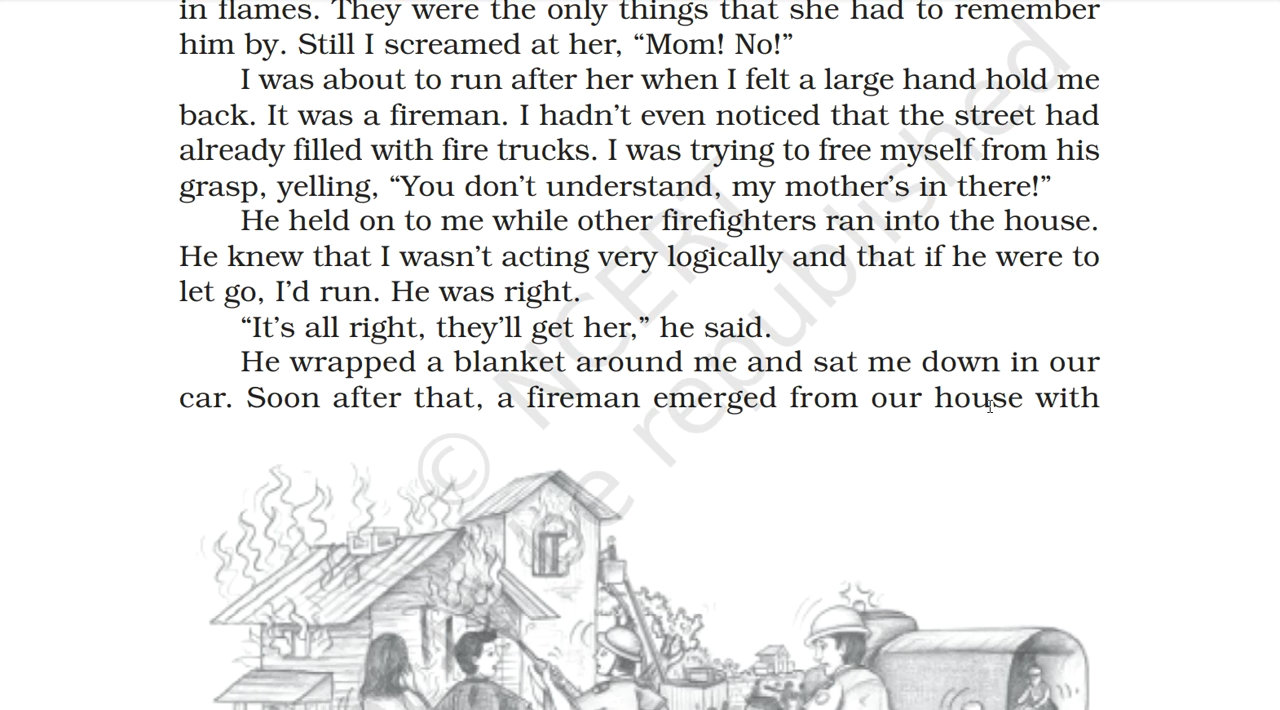 in flames. They were the only things that she had to remember
him by. Still I screamed at her, “Mom! No!”
I was about to run after her when I felt a large hand hold me
back. It was a fireman. I hadn’t even noticed that the street had
already filled with fire trucks. I was trying to free myself from his
grasp, yelling, “You don’t understand, my mother’s in there!”
He held on to me while other firefighters ran into the house.
He knew that I wasn’t acting very logically and that if he were to
let go, I’d run. He was right.
“It’s all right, they’ll get her,” he said.
He wrapped a blanket around me and sat me down in our
car. Soon after that, a fireman emerged from our house with
© NCERT
be republished